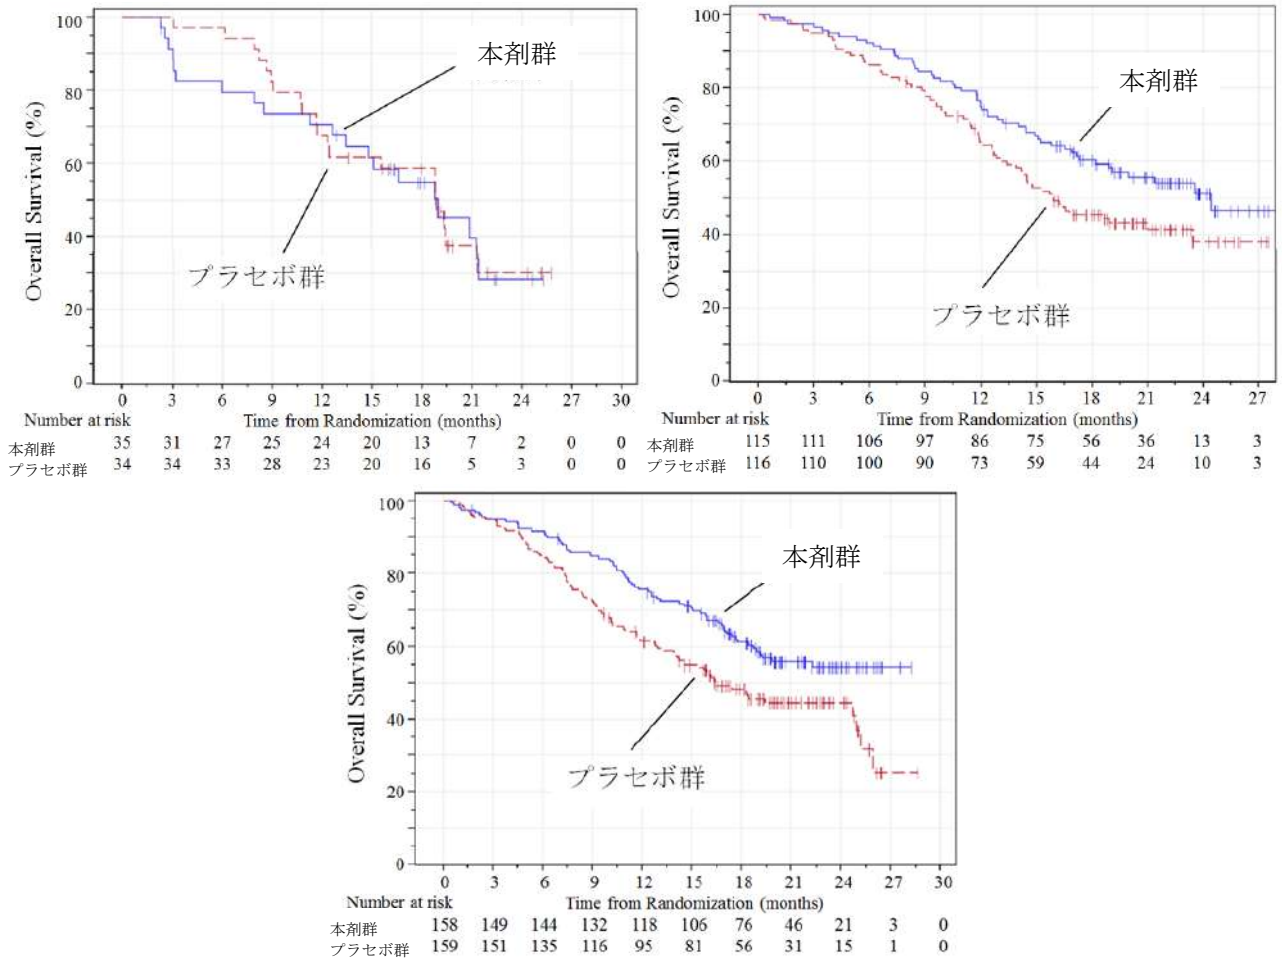 Overall Survival (%)
100
80
60
40
20
0
本剤群
プラセボ群
0 3 6 9 12 15 18 21 24 27 30
Number at risk
Time from Randomization (months)
本剤群 35 31 27 25 24 20 13 7 2 0 0
プラセボ群 34 34 33 28 23 20 16 5 3 0 0
Overall Survival (%)
100
80
60
40
20
0
本剤群
プラセボ群
0 3 6 9 12 15 18 21 24 27
Number at risk
Time from Randomization (months)
本剤群 115 111 106 97 86 75 56 36 13 3
プラセボ群 116 110 100 90 73 59 44 24 10 3
Overall Survival (%)
100
80
60
40
20
0
本剤群
プラセボ群
0 3 6 9 12 15 18 21 24 27 30
Number at risk
Time from Randomization (months)
本剤群 158 149 144 132 118 106 76 46 21 3 0
プラセボ群 159 151 135 116 95 81 56 31 15 1 0